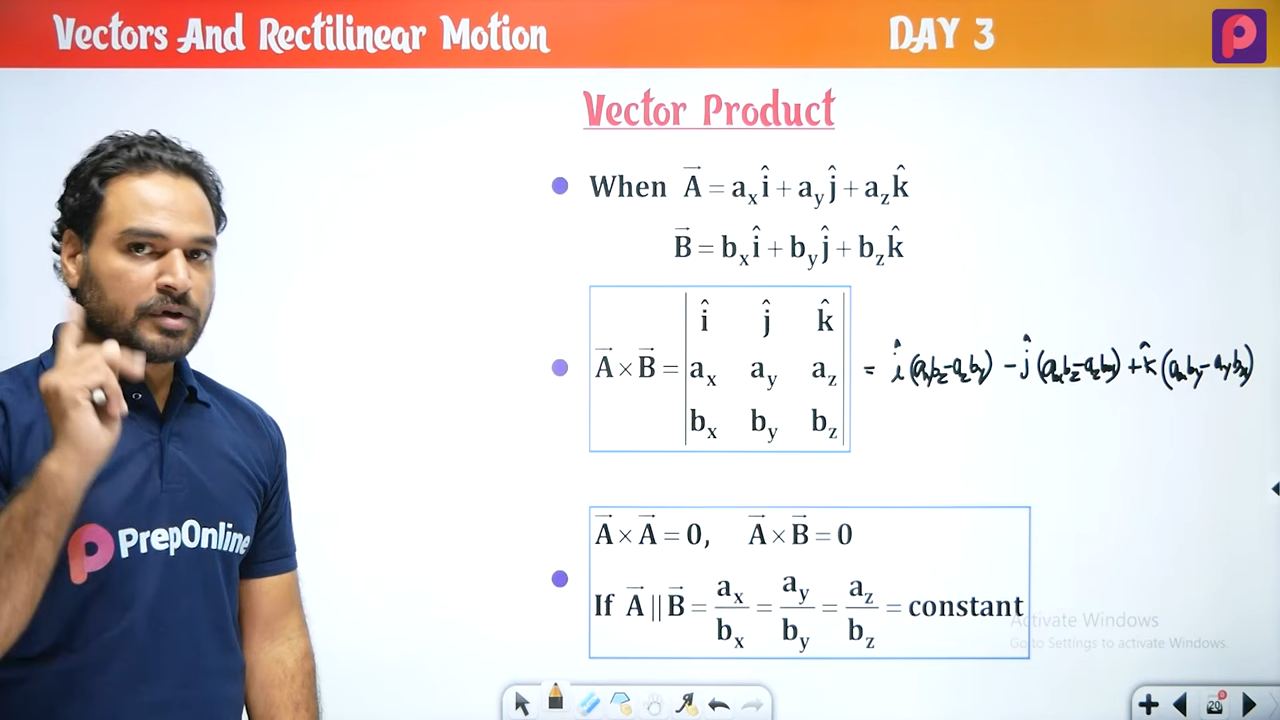 Vectors And Rectilinear Motion DAY 3
Vector Product
When A⃗ = aₓî + a_yĵ + a_zk̂
B⃗ = bₓî + b_yĵ + b_zk̂
A⃗ × B⃗ = | î ĵ k̂ |
| aₓ a_y a_z | = î (a_yb_z - a_zb_y) - ĵ (aₓb_z - a_zbₓ) + k̂ (aₓb_y - a_ybₓ)
| bₓ b_y b_z |
A⃗ × A⃗ = 0, A⃗ × B⃗ = 0
If A⃗ || B⃗ = aₓ/bₓ = a_y/b_y = a_z/b_z = constant
PrepOnline
Activate Windows
Go to Settings to activate Windows.
20